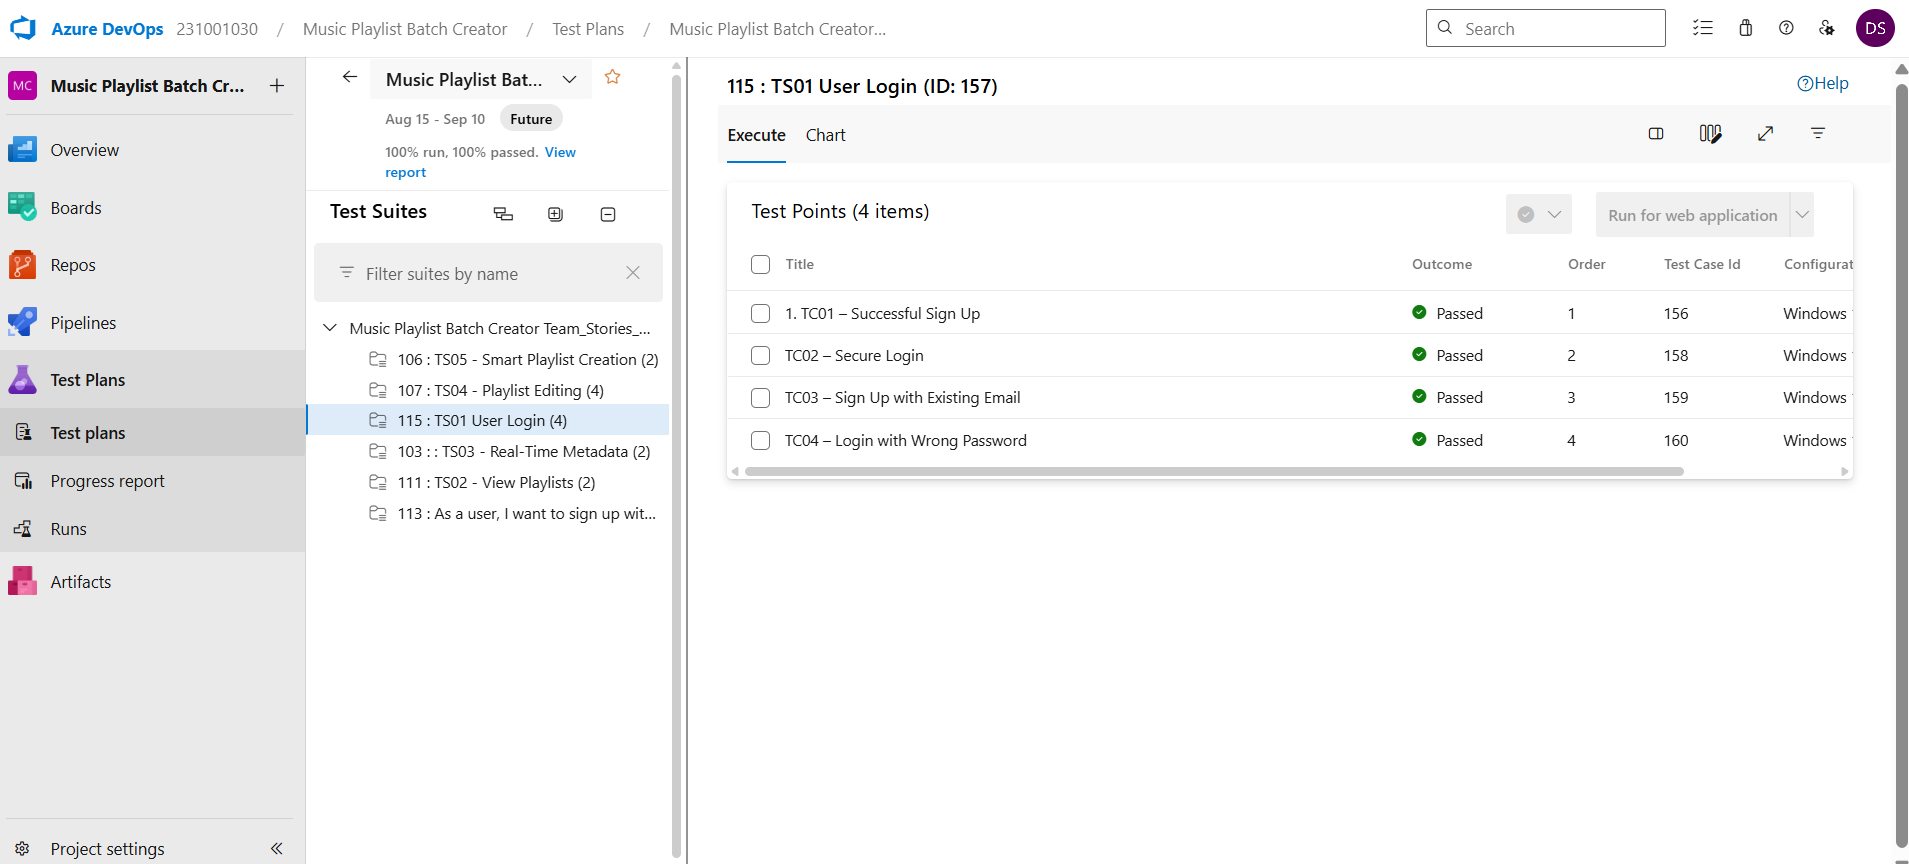 Azure DevOps 231001030 / Music Playlist Batch Creator / Test Plans / Music Playlist Batch Creator... Search DS
MC Music Playlist Batch Cr... +
Overview
Boards
Repos
Pipelines
Test Plans
Test plans
Progress report
Runs
Artifacts
Project settings
Music Playlist Bat...
Aug 15 - Sep 10 Future
100% run, 100% passed. View
report
Test Suites
Filter suites by name
Music Playlist Batch Creator Team_Stories_...
106 : TS05 - Smart Playlist Creation (2)
107 : TS04 - Playlist Editing (4)
115 : TS01 User Login (4)
103 : : TS03 - Real-Time Metadata (2)
111 : TS02 - View Playlists (2)
113 : As a user, I want to sign up wit...
115 : TS01 User Login (ID: 157)
Help
Execute Chart
Test Points (4 items)
Run for web application
Title Outcome Order Test Case Id Configurat
1. TC01 – Successful Sign Up Passed 1 156 Windows
TC02 – Secure Login Passed 2 158 Windows
TC03 – Sign Up with Existing Email Passed 3 159 Windows
TC04 – Login with Wrong Password Passed 4 160 Windows